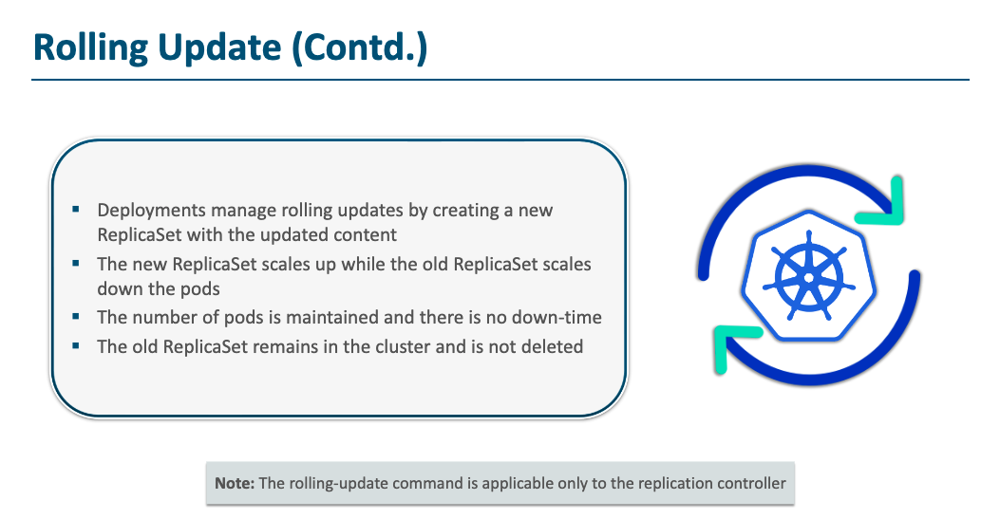 Rolling Update (Contd.)
▪ Deployments manage rolling updates by creating a new
ReplicaSet with the updated content
▪ The new ReplicaSet scales up while the old ReplicaSet scales
down the pods
▪ The number of pods is maintained and there is no down-time
▪ The old ReplicaSet remains in the cluster and is not deleted
Note: The rolling-update command is applicable only to the replication controller